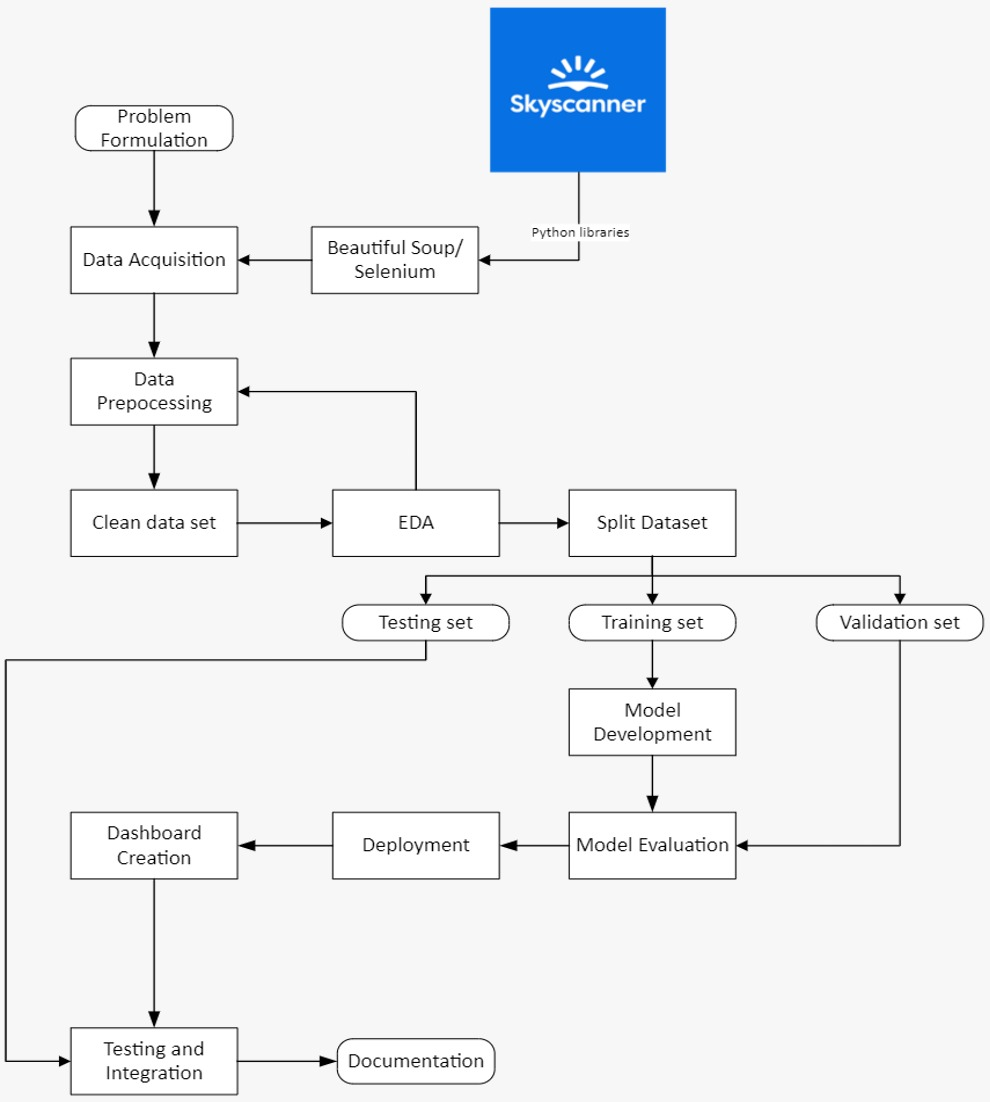 Skyscanner
Problem
Formulation
Python libraries
Data Acquisition
Beautiful Soup/
Selenium
Data
Prepocessing
Clean data set
EDA
Split Dataset
Testing set
Training set
Validation set
Model
Development
Dashboard
Creation
Deployment
Model Evaluation
Testing and
Integration
Documentation